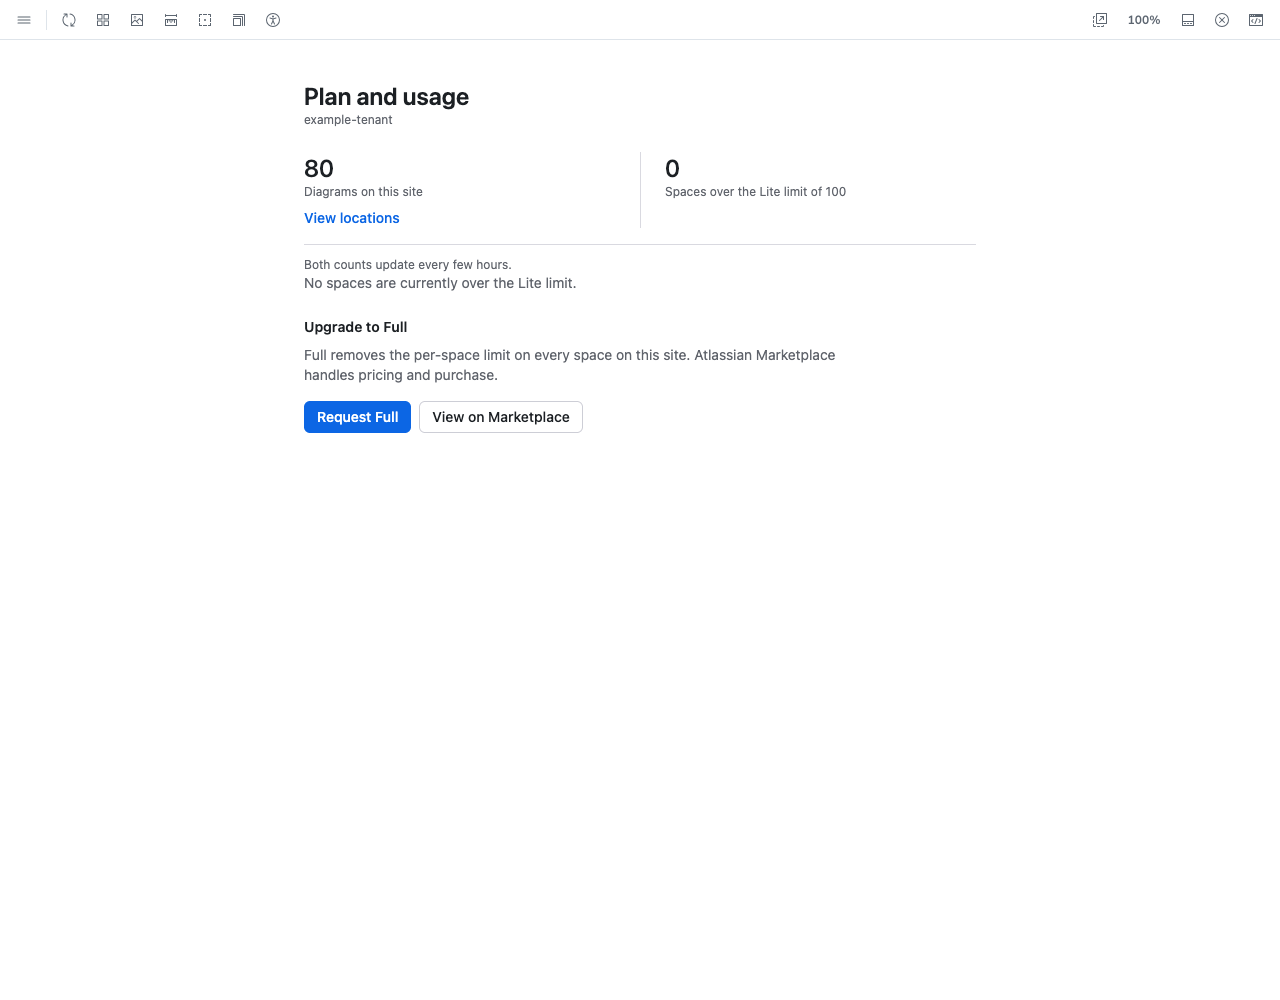 100%
Plan and usage
example-tenant
80
Diagrams on this site
View locations
0
Spaces over the Lite limit of 100
Both counts update every few hours.
No spaces are currently over the Lite limit.
Upgrade to Full
Full removes the per-space limit on every space on this site. Atlassian Marketplace
handles pricing and purchase.
Request Full
View on Marketplace